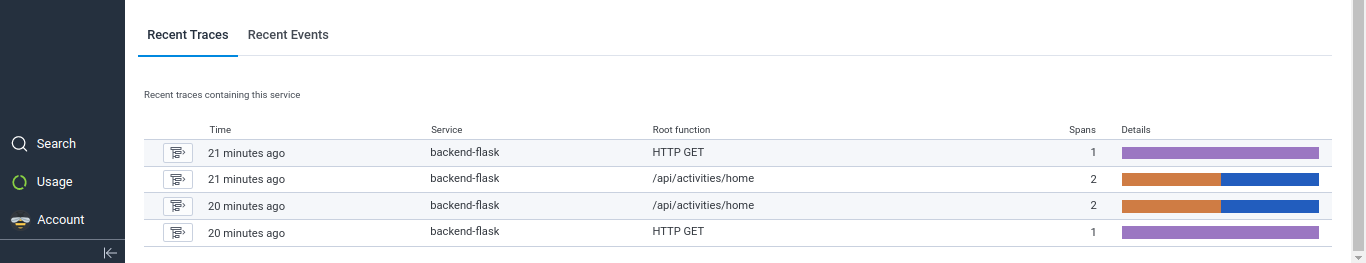 Recent Traces Recent Events
Recent traces containing this service
Time Service Root function Spans Details
21 minutes ago backend-flask HTTP GET 1
21 minutes ago backend-flask /api/activities/home 2
20 minutes ago backend-flask /api/activities/home 2
20 minutes ago backend-flask HTTP GET 1
Search
Usage
Account